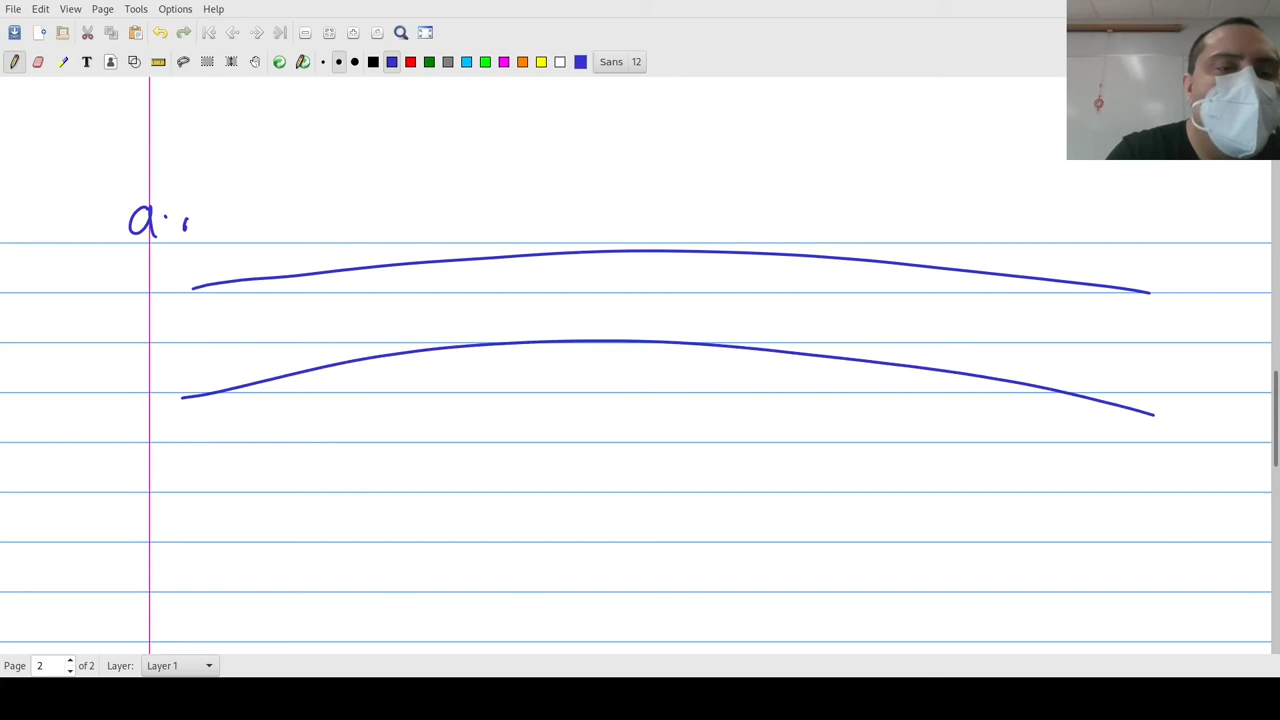 File Edit View Page Tools Options Help
T Sans 12
a.
Page 2 of 2 Layer: Layer 1